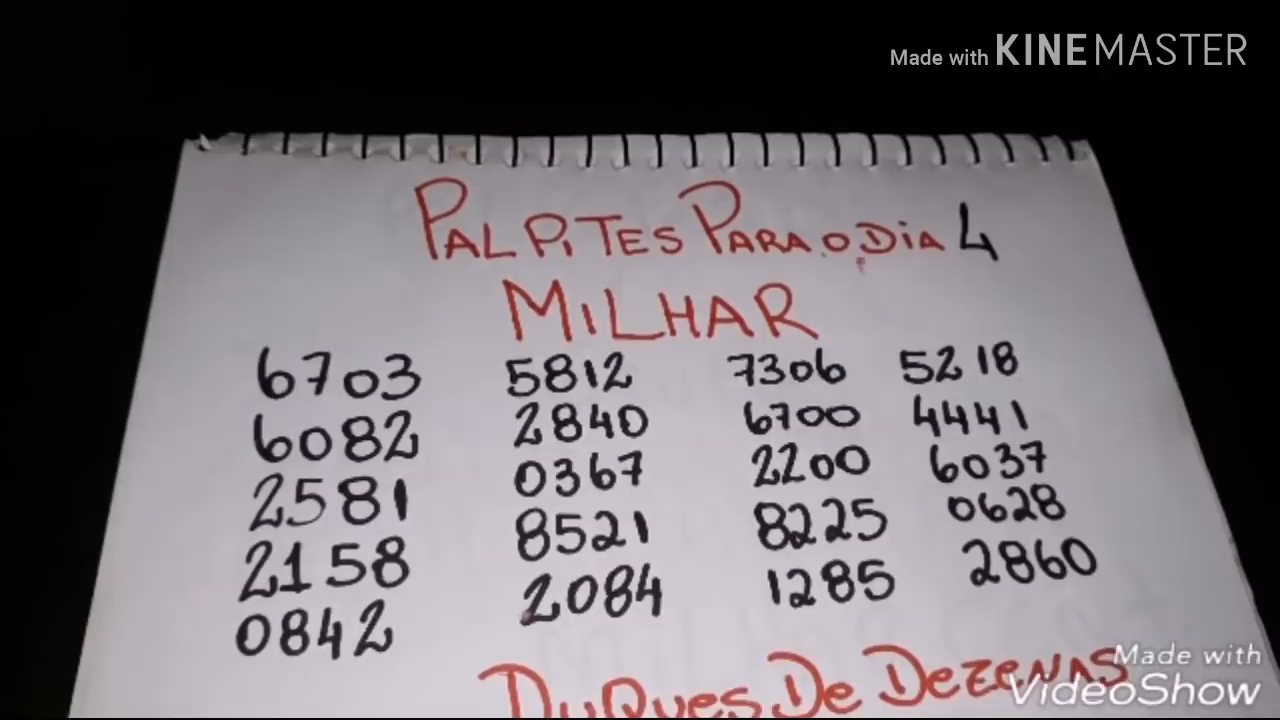 Made with KINEMASTER
PALPiTES PARA O DiA 4
MiLHAR
6703 5812 7306 5218
6082 2840 6700 4441
2581 0367 2200 6037
2158 8521 8225 0628
0842 2084 1285 2860
DuQues De DezeNAS
Made with
VideoShow